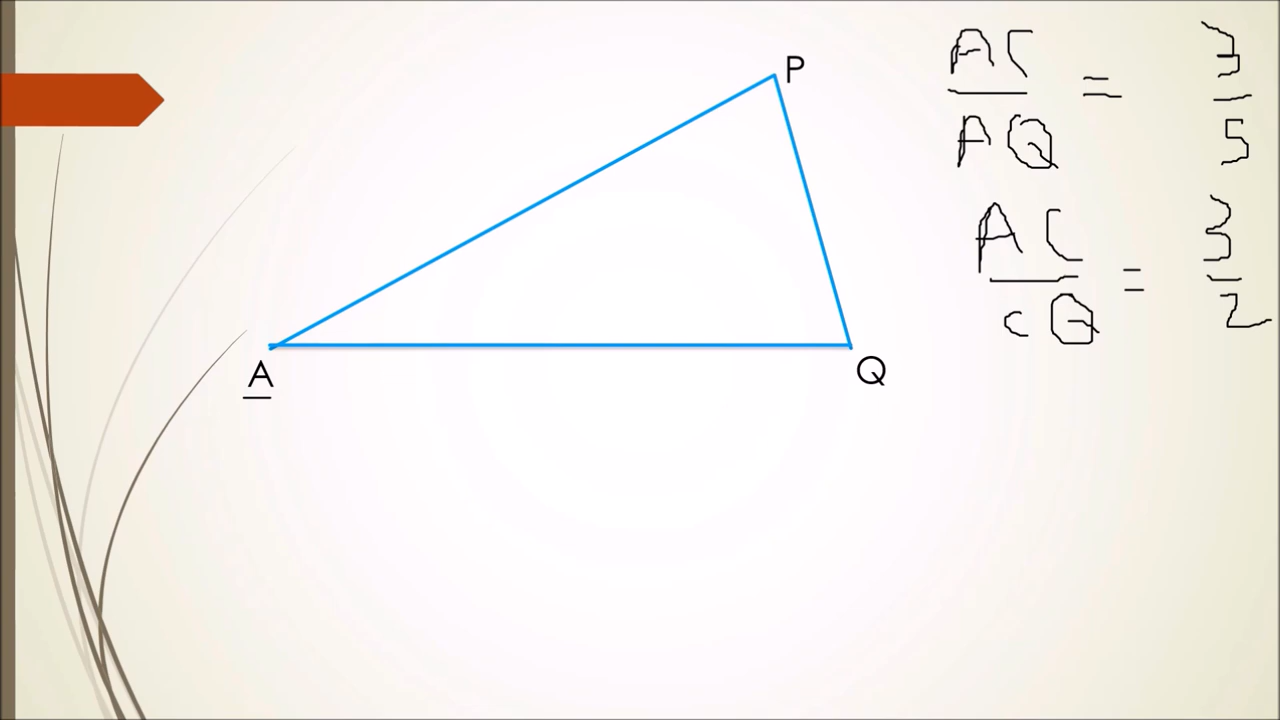 P
A
Q
AC = 3
AQ 5
AC = 3
CQ 2